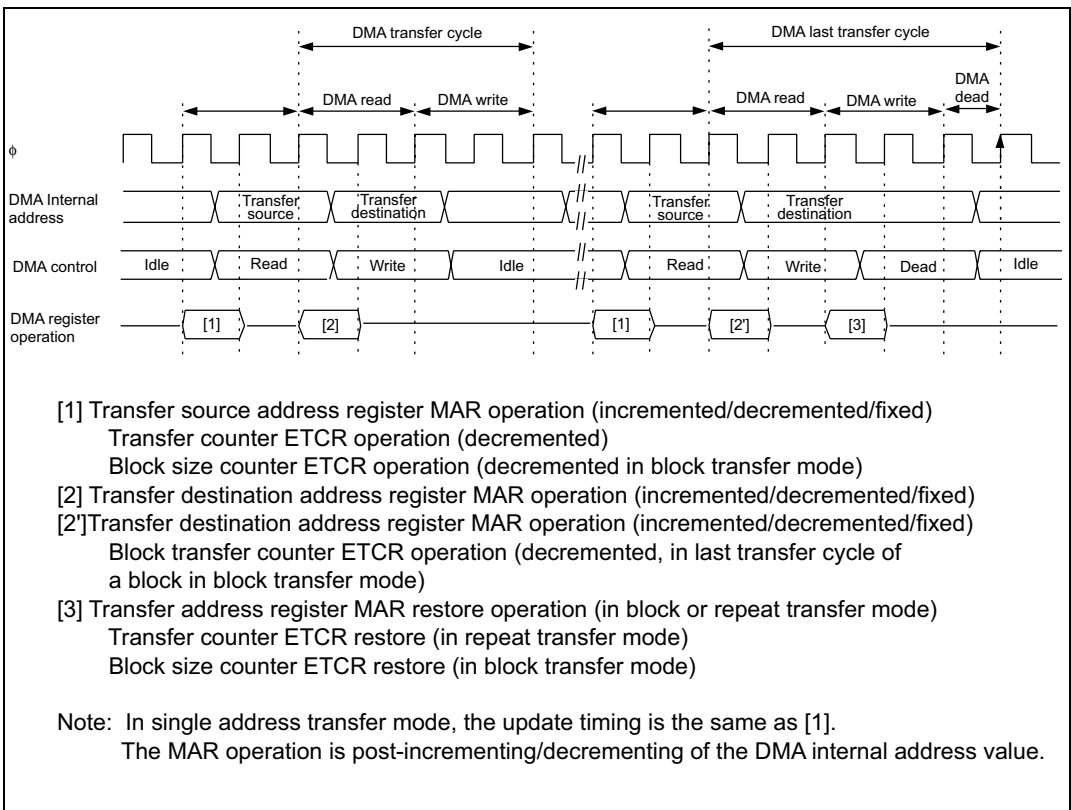 DMA transfer cycle
DMA last transfer cycle
DMA read
DMA write
DMA read
DMA write
DMA
dead
ϕ
DMA Internal
address
Transfer
source
Transfer
destination
Transfer
source
Transfer
destination
DMA control
Idle
Read
Write
Idle
Read
Write
Dead
Idle
DMA register
operation
[1]
[2]
[1]
[2']
[3]
[1] Transfer source address register MAR operation (incremented/decremented/fixed)
Transfer counter ETCR operation (decremented)
Block size counter ETCR operation (decremented in block transfer mode)
[2] Transfer destination address register MAR operation (incremented/decremented/fixed)
[2']Transfer destination address register MAR operation (incremented/decremented/fixed)
Block transfer counter ETCR operation (decremented, in last transfer cycle of
a block in block transfer mode)
[3] Transfer address register MAR restore operation (in block or repeat transfer mode)
Transfer counter ETCR restore (in repeat transfer mode)
Block size counter ETCR restore (in block transfer mode)
Note: In single address transfer mode, the update timing is the same as [1].
The MAR operation is post-incrementing/decrementing of the DMA internal address value.